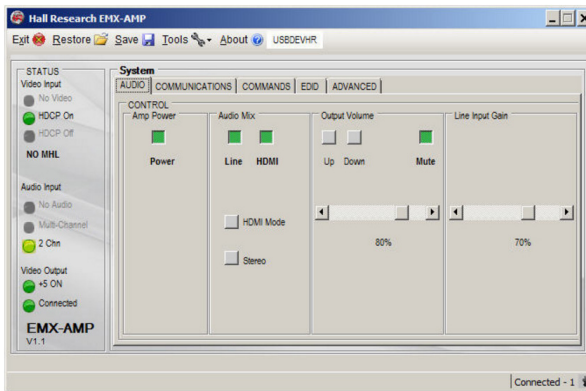 Hall Research EMX-AMP
Exit Restore Save Tools About USBDEVHR
STATUS
Video Input
No Video
HDCP On
HDCP Off
NO MHL
Audio Input
No Audio
Multi-Channel
2 Chn
Video Output
+5 ON
Connected
EMX-AMP
V1.1
System
AUDIO COMMUNICATIONS COMMANDS EDID ADVANCED
CONTROL
Amp Power
Power
Audio Mix
Line HDMI
HDMI Mode
Stereo
Output Volume
Up Down Mute
80%
Line Input Gain
70%
Connected - 1